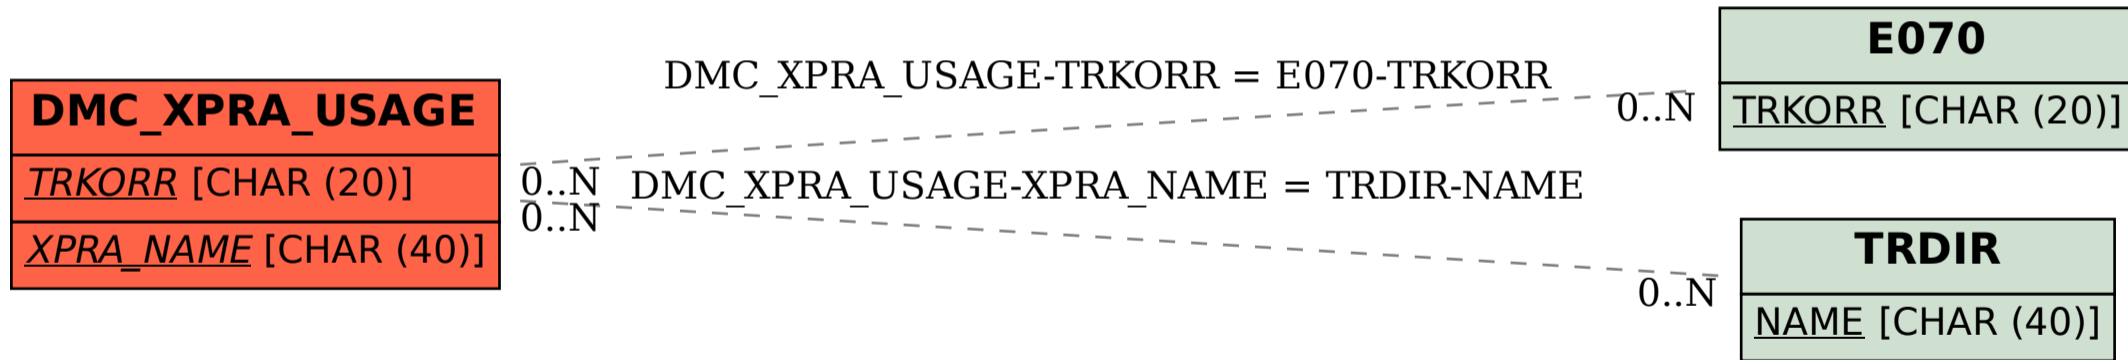 DMC_XPRA_USAGE
TRKORR [CHAR (20)]
XPRA_NAME [CHAR (40)]
DMC_XPRA_USAGE-TRKORR = E070-TRKORR
0..N
0..N
DMC_XPRA_USAGE-XPRA_NAME = TRDIR-NAME
0..N
0..N
E070
TRKORR [CHAR (20)]
TRDIR
NAME [CHAR (40)]